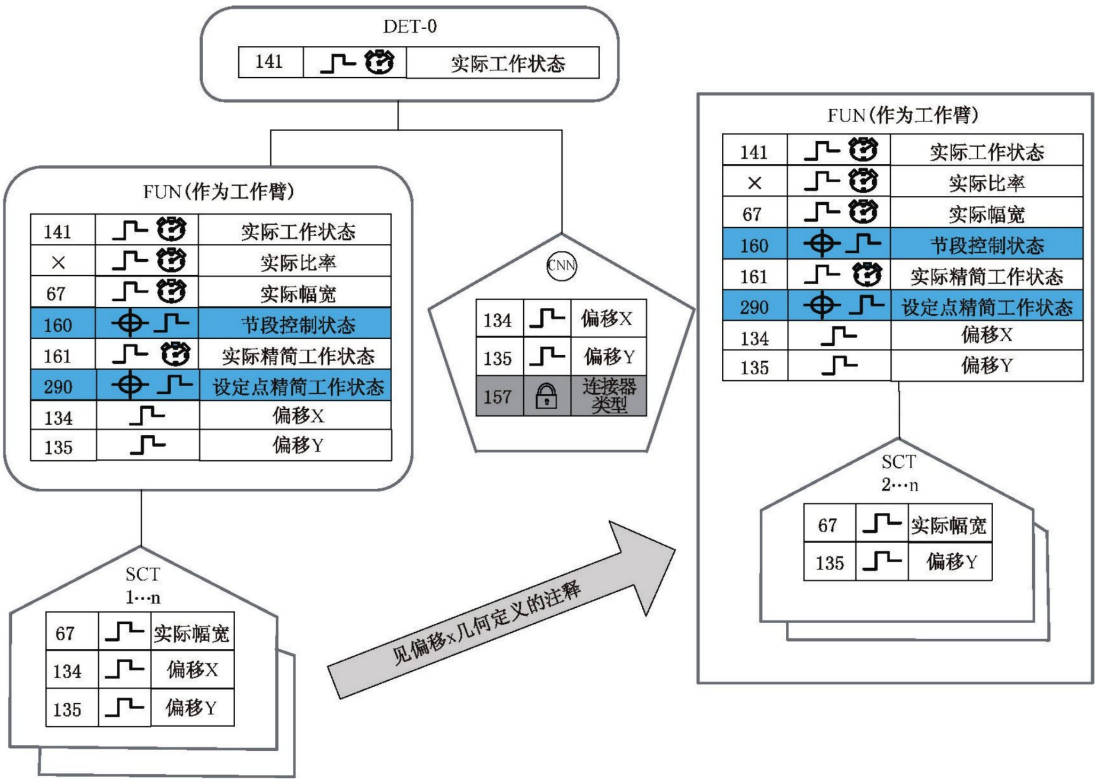 DET-0
141 实际工作状态
FUN(作为工作臂)
141 实际工作状态
× 实际比率
67 实际幅宽
160 节段控制状态
161 实际精简工作状态
290 设定点精简工作状态
134 偏移X
135 偏移Y
SCT
1…n
67 实际幅宽
134 偏移X
135 偏移Y
CNN
134 偏移X
135 偏移Y
157 连接器
类型
见偏移x几何定义的注释
FUN(作为工作臂)
141 实际工作状态
× 实际比率
67 实际幅宽
160 节段控制状态
161 实际精简工作状态
290 设定点精简工作状态
134 偏移X
135 偏移Y
SCT
2…n
67 实际幅宽
135 偏移Y